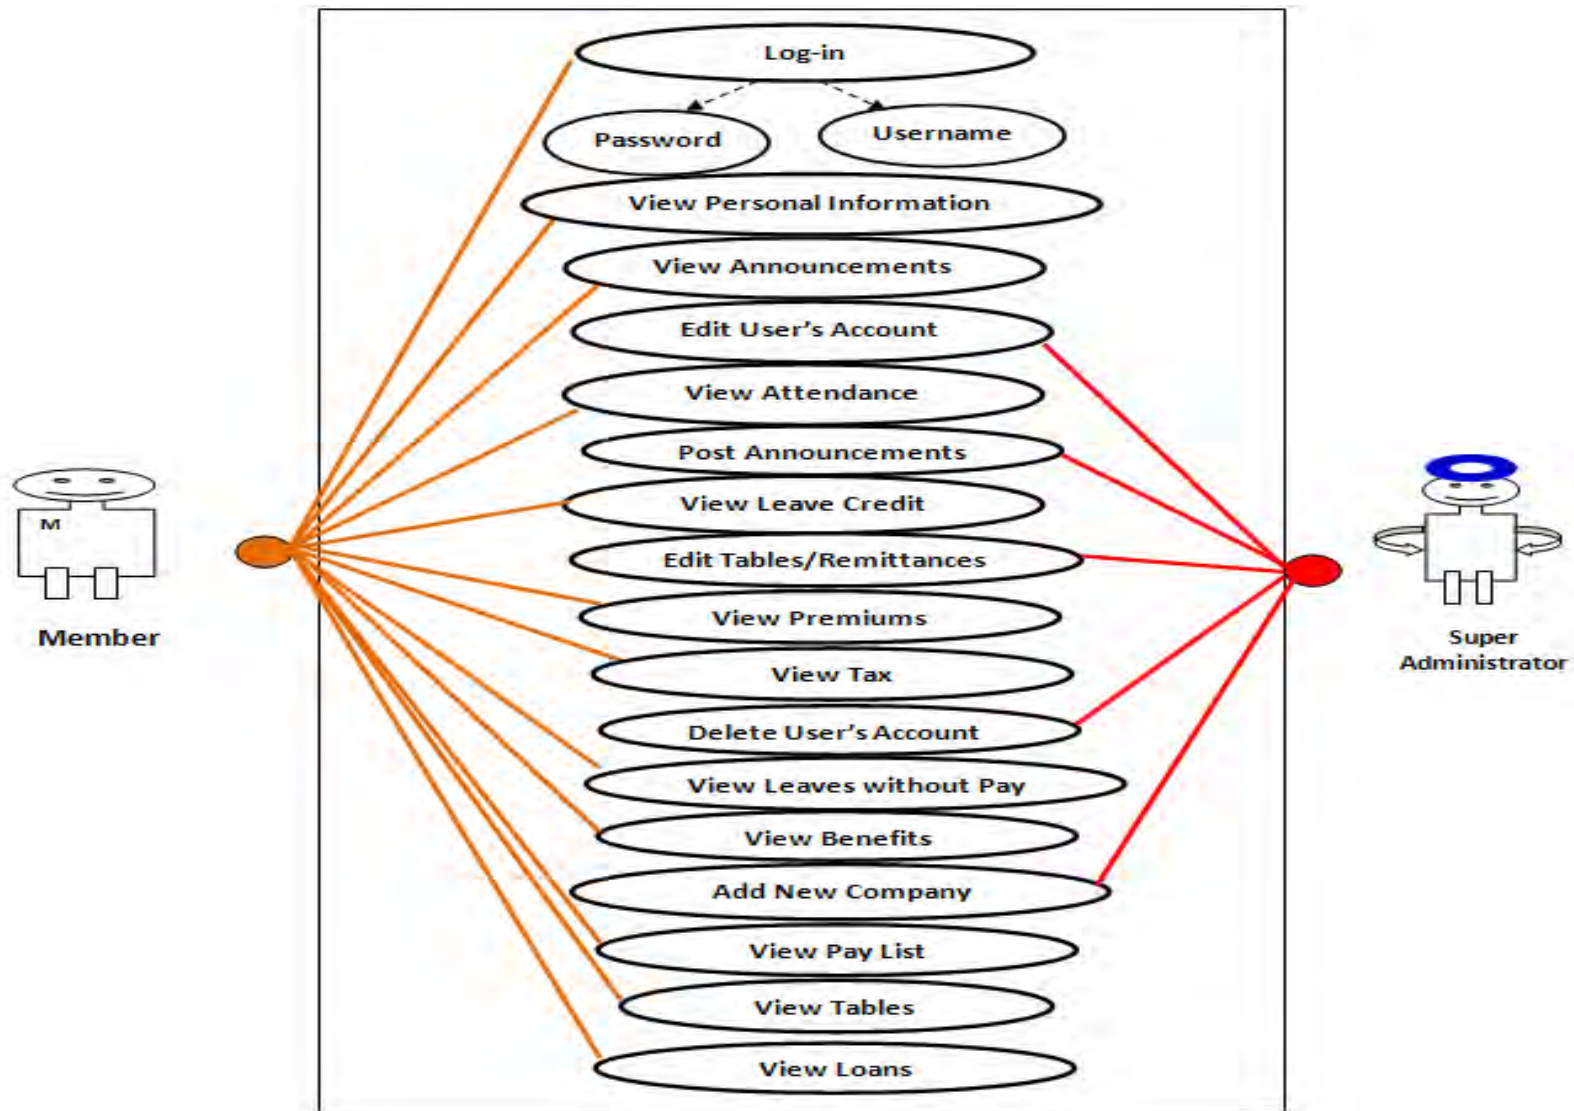 Log-in
Password
Username
View Personal Information
View Announcements
Edit User’s Account
View Attendance
Post Announcements
View Leave Credit
Edit Tables/Remittances
View Premiums
View Tax
Delete User’s Account
View Leaves without Pay
View Benefits
Add New Company
View Pay List
View Tables
View Loans
M
Member
Super
Administrator